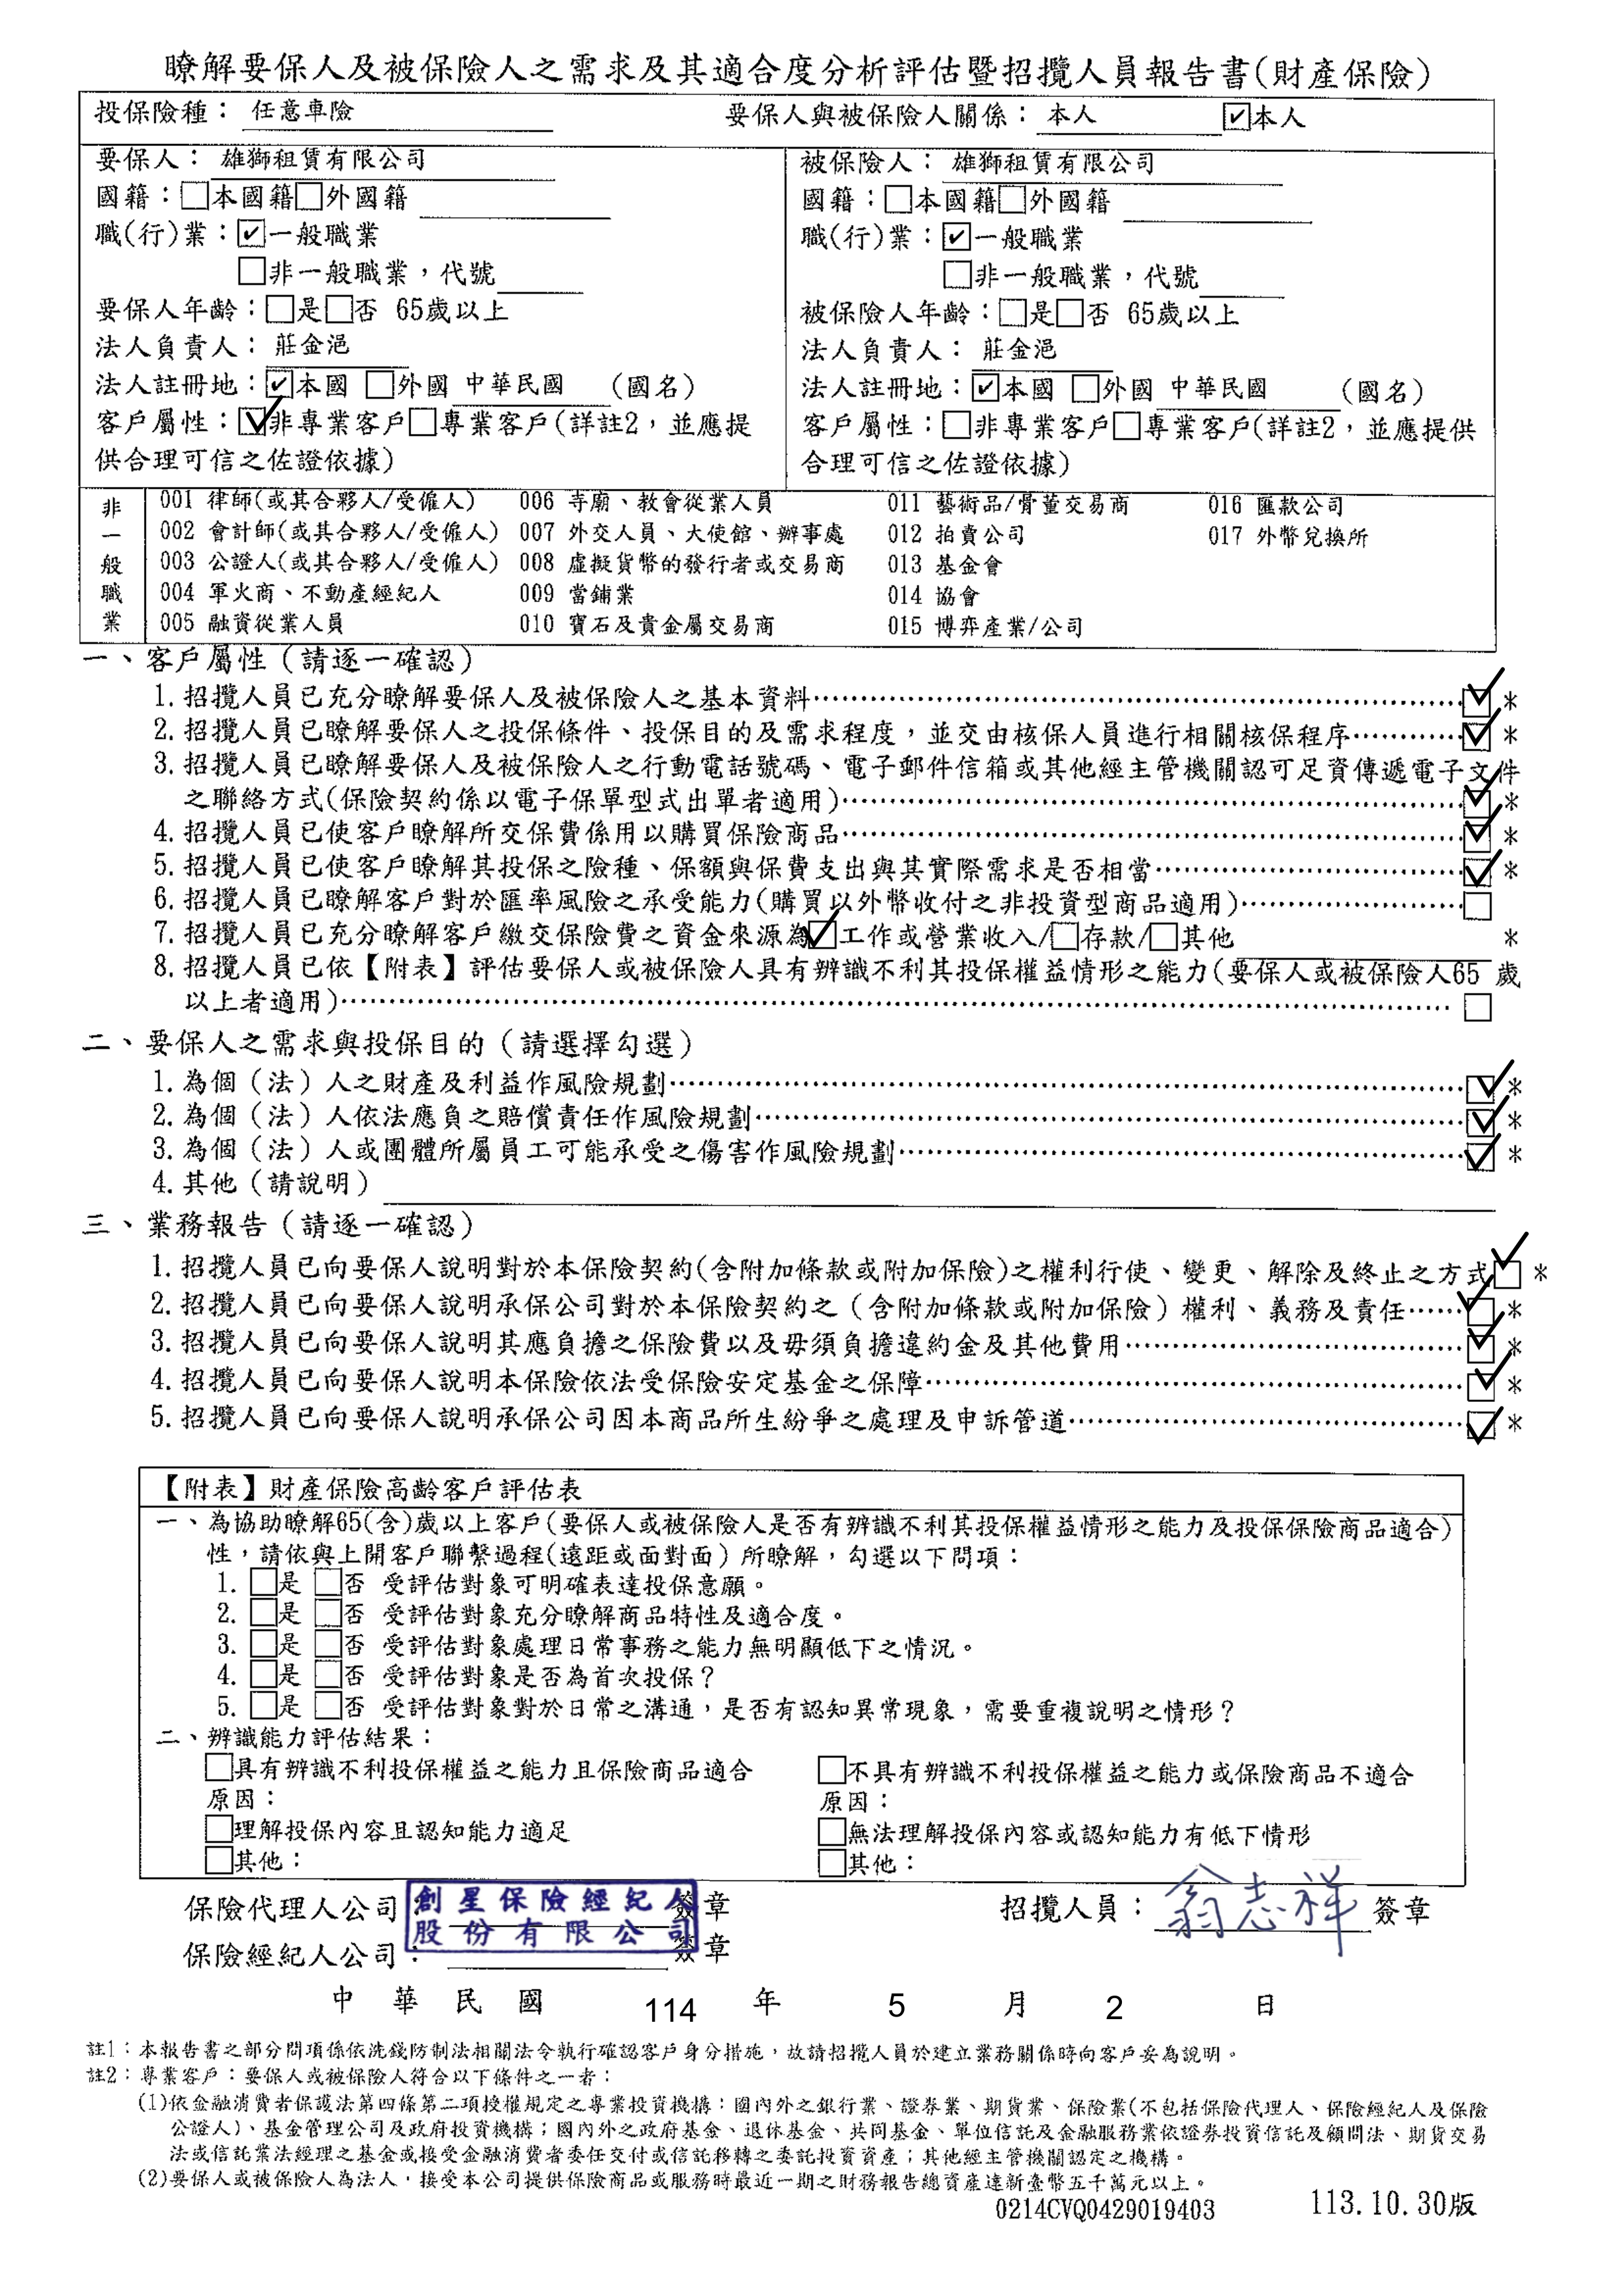 瞭解要保人及被保險人之需求及其適合度分析評估暨招攬人員報告書(財產保險)
投保險種： 任意車險 要保人與被保險人關係： 本人 ☑本人
要保人： 雄獅租賃有限公司
國籍：☐本國籍☐外國籍
職(行)業：☑一般職業
☐非一般職業，代號
要保人年齡：☐是☐否 65歲以上
法人負責人： 莊金浥
法人註冊地：☑本國 ☐外國 中華民國 (國名)
客戶屬性：☑非專業客戶☐專業客戶(詳註2，並應提
供合理可信之佐證依據)
被保險人： 雄獅租賃有限公司
國籍：☐本國籍☐外國籍
職(行)業：☑一般職業
☐非一般職業，代號
被保險人年齡：☐是☐否 65歲以上
法人負責人： 莊金浥
法人註冊地：☑本國 ☐外國 中華民國 (國名)
客戶屬性：☐非專業客戶☐專業客戶(詳註2，並應提供
合理可信之佐證依據)
非一般職業
001 律師(或其合夥人/受僱人) 006 寺廟、教會從業人員 011 藝術品/骨董交易商 016 匯款公司
002 會計師(或其合夥人/受僱人) 007 外交人員、大使館、辦事處 012 拍賣公司 017 外幣兌換所
003 公證人(或其合夥人/受僱人) 008 虛擬貨幣的發行者或交易商 013 基金會
004 軍火商、不動產經紀人 009 當鋪業 014 協會
005 融資從業人員 010 寶石及貴金屬交易商 015 博弈產業/公司
一、客戶屬性（請逐一確認）
1.招攬人員已充分瞭解要保人及被保險人之基本資料………☑*
2.招攬人員已瞭解要保人之投保條件、投保目的及需求程度，並交由核保人員進行相關核保程序………☑*
3.招攬人員已瞭解要保人及被保險人之行動電話號碼、電子郵件信箱或其他經主管機關認可足資傳遞電子文件
之聯絡方式(保險契約係以電子保單型式出單者適用)………☑*
4.招攬人員已使客戶瞭解所交保費係用以購買保險商品………☑*
5.招攬人員已使客戶瞭解其投保之險種、保額與保費支出與其實際需求是否相當………☑*
6.招攬人員已瞭解客戶對於匯率風險之承受能力(購買以外幣收付之非投資型商品適用)………☐
7.招攬人員已充分瞭解客戶繳交保險費之資金來源為☑工作或營業收入/☐存款/☐其他 *
8.招攬人員已依【附表】評估要保人或被保險人具有辨識不利其投保權益情形之能力(要保人或被保險人65 歲
以上者適用)………☐
二、要保人之需求與投保目的（請選擇勾選）
1.為個（法）人之財產及利益作風險規劃………☑*
2.為個（法）人依法應負之賠償責任作風險規劃………☑*
3.為個（法）人或團體所屬員工可能承受之傷害作風險規劃………☑*
4.其他（請說明）
三、業務報告（請逐一確認）
1.招攬人員已向要保人說明對於本保險契約(含附加條款或附加保險)之權利行使、變更、解除及終止之方式☑*
2.招攬人員已向要保人說明承保公司對於本保險契約之（含附加條款或附加保險）權利、義務及責任……☑*
3.招攬人員已向要保人說明其應負擔之保險費以及毋須負擔違約金及其他費用………☑*
4.招攬人員已向要保人說明本保險依法受保險安定基金之保障………☑*
5.招攬人員已向要保人說明承保公司因本商品所生紛爭之處理及申訴管道………☑*
【附表】財產保險高齡客戶評估表
一、為協助瞭解65(含)歲以上客戶(要保人或被保險人是否有辨識不利其投保權益情形之能力及投保保險商品適合)
性，請依與上開客戶聯繫過程(遠距或面對面)所瞭解，勾選以下問項：
1.☐是 ☐否 受評估對象可明確表達投保意願。
2.☐是 ☐否 受評估對象充分瞭解商品特性及適合度。
3.☐是 ☐否 受評估對象處理日常事務之能力無明顯低下之情況。
4.☐是 ☐否 受評估對象是否為首次投保？
5.☐是 ☐否 受評估對象對於日常之溝通，是否有認知異常現象，需要重複說明之情形？
二、辨識能力評估結果：
☐具有辨識不利投保權益之能力且保險商品適合 ☐不具有辨識不利投保權益之能力或保險商品不適合
原因： 原因：
☐理解投保內容且認知能力適足 ☐無法理解投保內容或認知能力有低下情形
☐其他： ☐其他：
保險代理人公司： 簽章 招攬人員： 翁志祥 簽章
創星保險經紀人
股份有限公司
保險經紀人公司： 簽章
中 華 民 國 114 年 5 月 2 日
註1：本報告書之部分問項係依洗錢防制法相關法令執行確認客戶身分措施，故請招攬人員於建立業務關係時向客戶妥為說明。
註2：專業客戶：要保人或被保險人符合以下條件之一者：
(1)依金融消費者保護法第四條第二項授權規定之專業投資機構：國內外之銀行業、證券業、期貨業、保險業(不包括保險代理人、保險經紀人及保險
公證人)、基金管理公司及政府投資機構；國內外之政府基金、退休基金、共同基金、單位信託及金融服務業依證券投資信託及顧問法、期貨交易
法或信託業法經理之基金或接受金融消費者委任交付或信託移轉之委託投資資產；其他經主管機關認定之機構。
(2)要保人或被保險人為法人，接受本公司提供保險商品或服務時最近一期之財務報告總資產達新臺幣五千萬元以上。
0214CVQ0429019403 113.10.30版